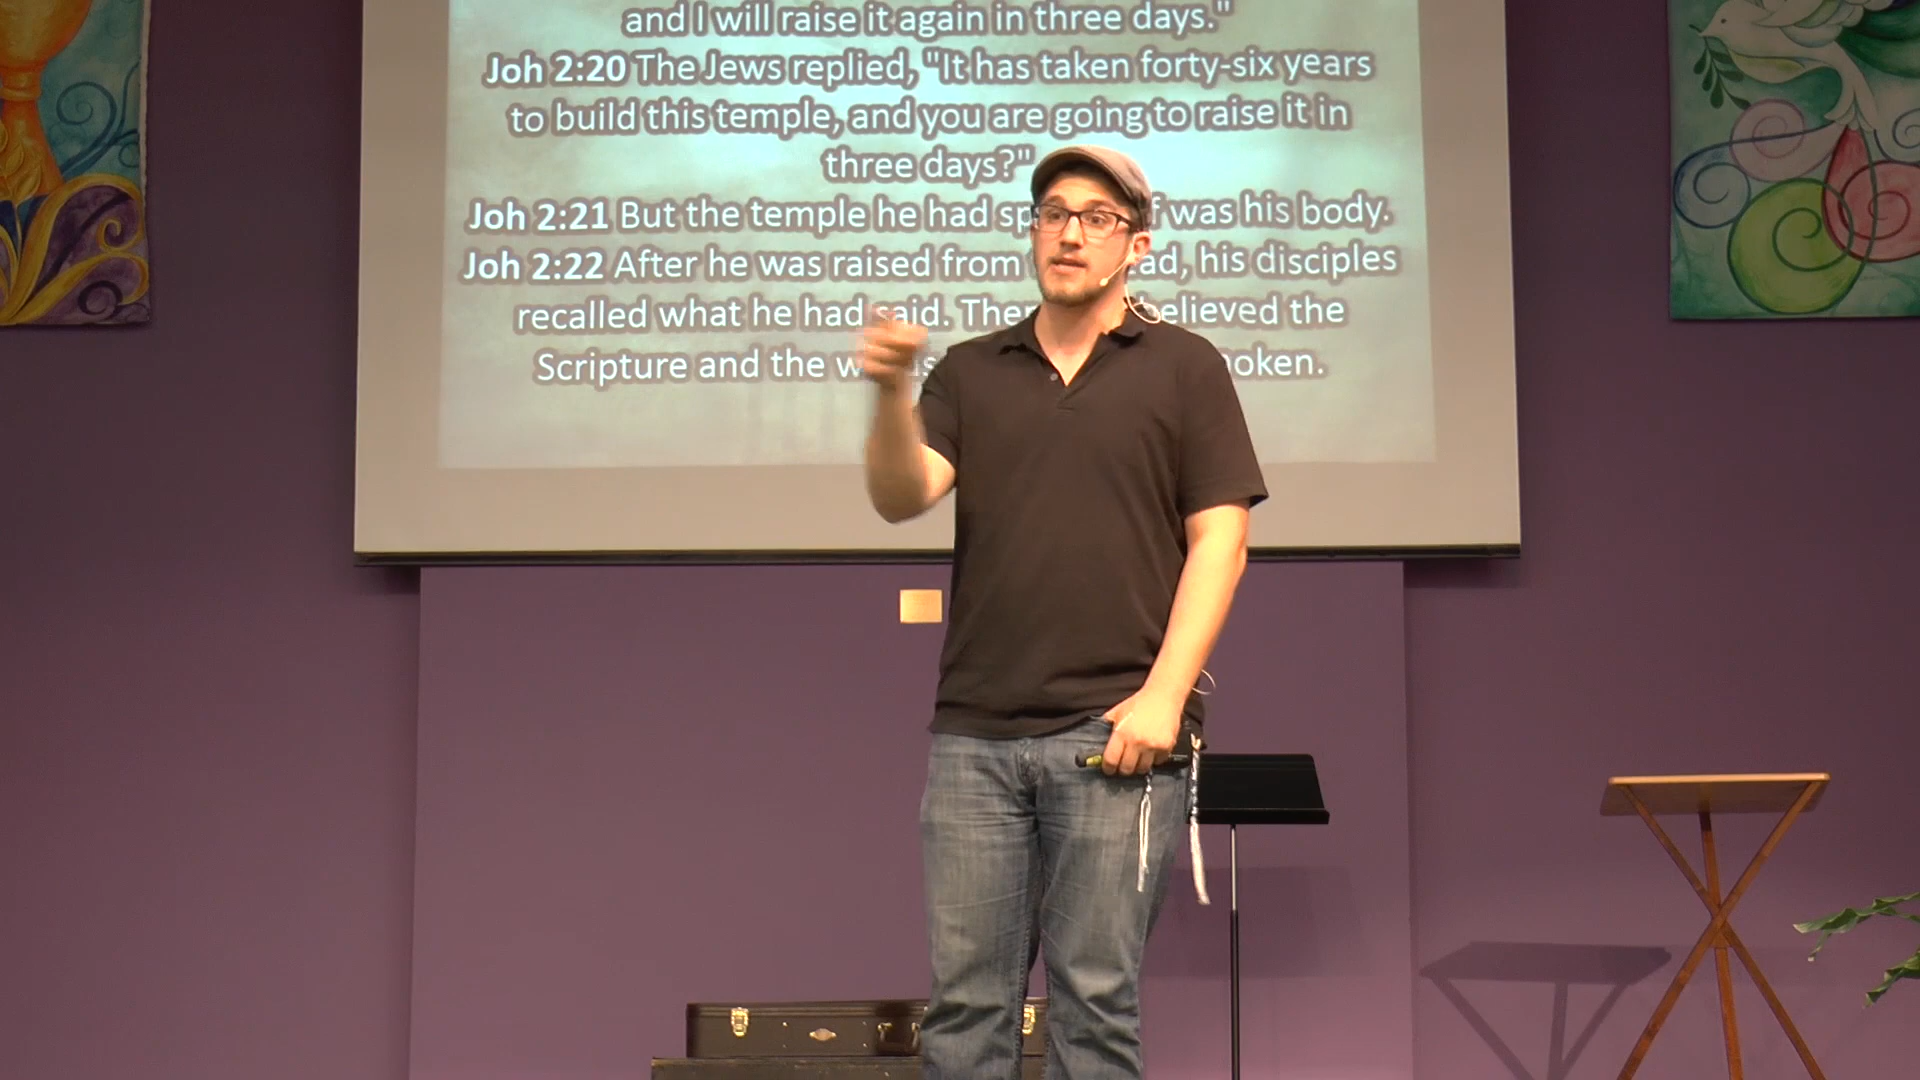 and I will raise it again in three days."
Joh 2:20 The Jews replied, "It has taken forty-six years
to build this temple, and you are going to raise it in
three days?"
Joh 2:21 But the temple he had was his body.
Joh 2:22 After he was raised from his disciples
recalled what he had said. believed the
Scripture and the